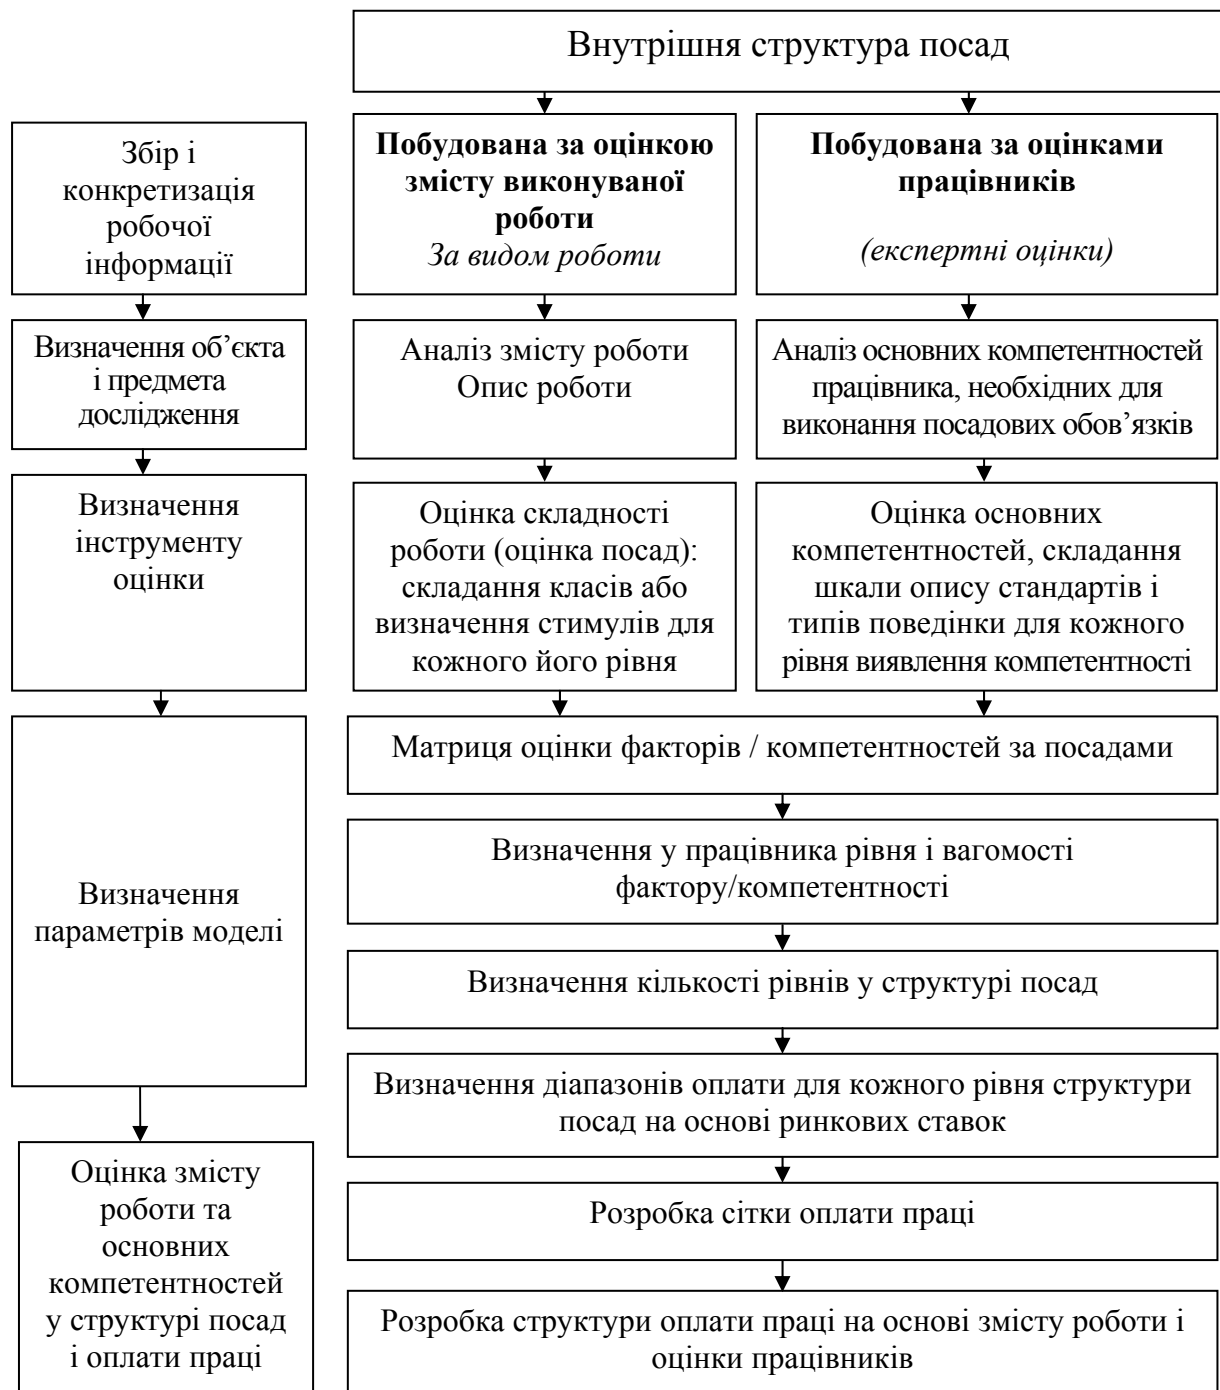 Внутрішня структура посад
Збір і
конкретизація
робочої
інформації
Побудована за оцінкою
змісту виконуваної
роботи
За видом роботи
Побудована за оцінками
працівників
(експертні оцінки)
Визначення об’єкта
і предмета
дослідження
Аналіз змісту роботи
Опис роботи
Аналіз основних компетентностей
працівника, необхідних для
виконання посадових обов’язків
Визначення
інструменту
оцінки
Оцінка складності
роботи (оцінка посад):
складання класів або
визначення стимулів для
кожного його рівня
Оцінка основних
компетентностей, складання
шкали опису стандартів і
типів поведінки для кожного
рівня виявлення компетентності
Визначення
параметрів моделі
Матриця оцінки факторів / компетентностей за посадами
Визначення у працівника рівня і вагомості
фактору/компетентності
Визначення кількості рівнів у структурі посад
Визначення діапазонів оплати для кожного рівня структури
посад на основі ринкових ставок
Оцінка змісту
роботи та
основних
компетентностей
у структурі посад
і оплати праці
Розробка сітки оплати праці
Розробка структури оплати праці на основі змісту роботи і
оцінки працівників